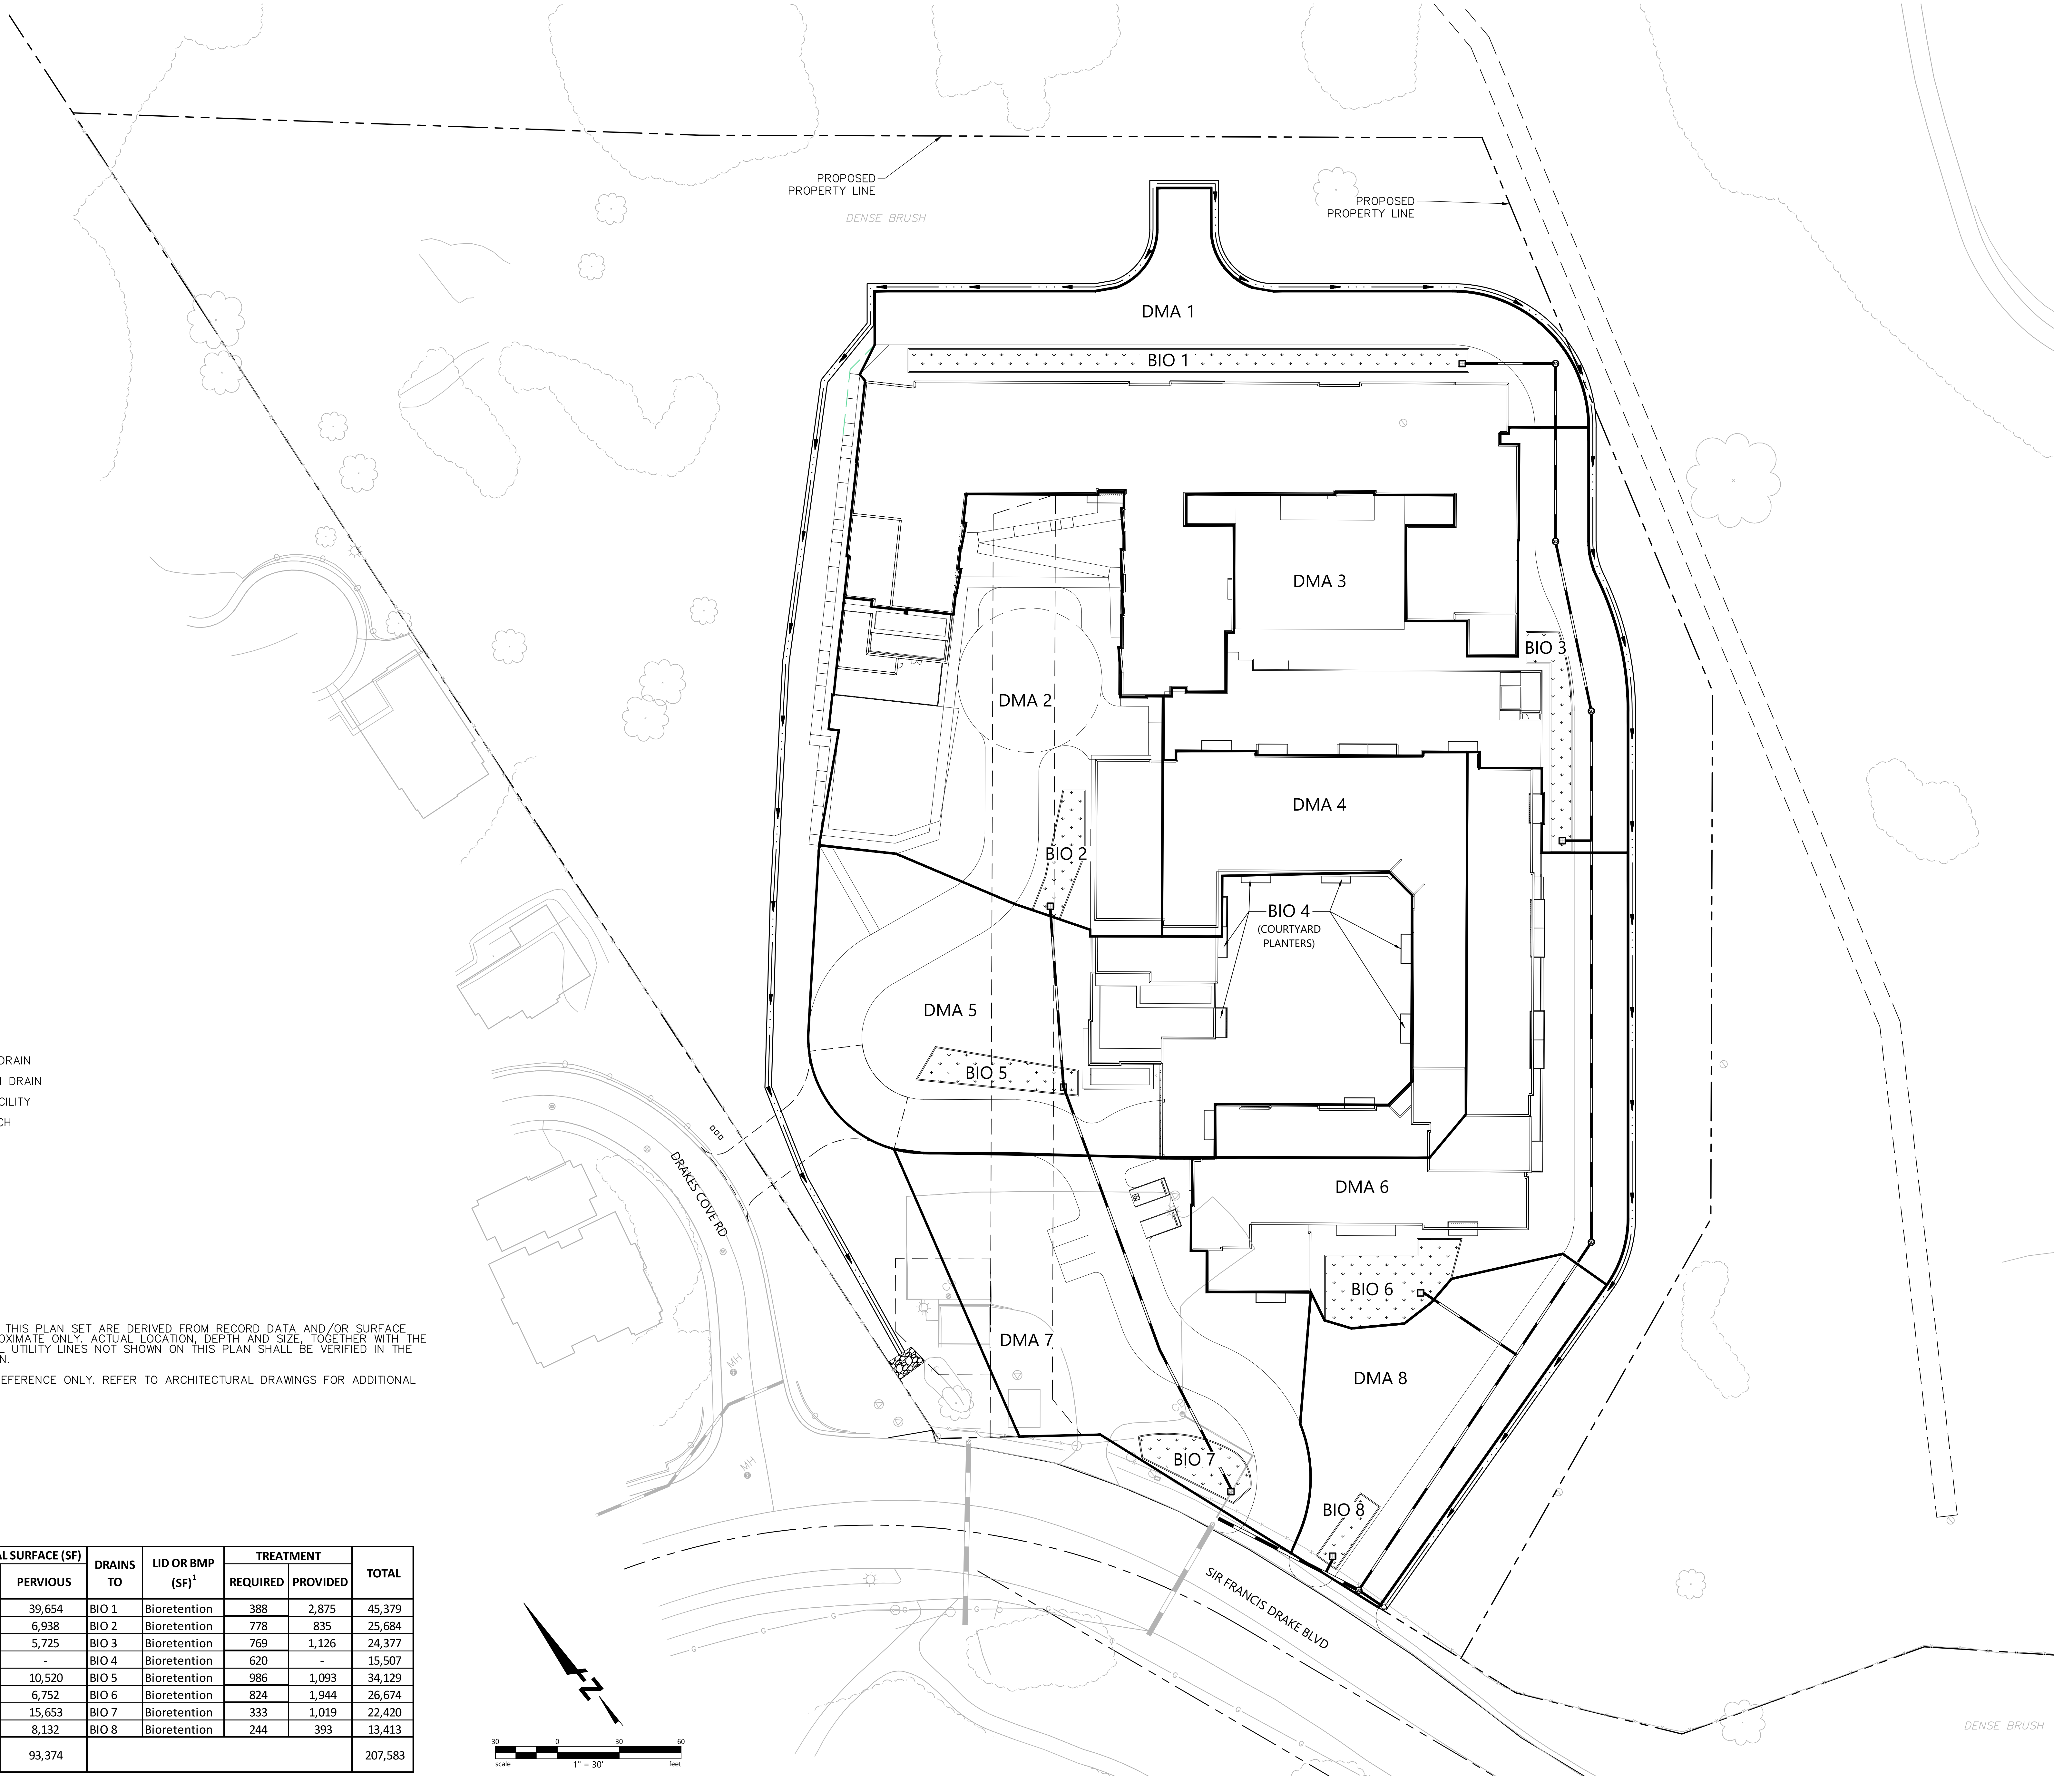 PROPOSED
PROPERTY LINE
DENSE BRUSH
PROPOSED
PROPERTY LINE
DMA 1
BIO 1
DMA 3
BIO 3
DMA 2
DMA 4
BIO 2
BIO 4
(COURTYARD
PLANTERS)
DMA 5
BIO 5
DRAIN
DRAIN
CILITY
CH
DRAKES COVE RD
DMA 6
BIO 6
DMA 7
DMA 8
MH
MH
BIO 7
BIO 8
SIR FRANCIS DRAKE BLVD
THIS PLAN SET ARE DERIVED FROM RECORD DATA AND/OR SURFACE
OXIMATE ONLY. ACTUAL LOCATION, DEPTH AND SIZE, TOGETHER WITH THE
L UTILITY LINES NOT SHOWN ON THIS PLAN SHALL BE VERIFIED IN THE
N.
EFERENCE ONLY. REFER TO ARCHITECTURAL DRAWINGS FOR ADDITIONAL
AL SURFACE (SF) DRAINS TO LID OR BMP (SF)1 TREATMENT TOTAL
PERVIOUS REQUIRED PROVIDED
39,654 BIO 1 Bioretention 388 2,875 45,379
6,938 BIO 2 Bioretention 778 835 25,684
5,725 BIO 3 Bioretention 769 1,126 24,377
- BIO 4 Bioretention 620 - 15,507
10,520 BIO 5 Bioretention 986 1,093 34,129
6,752 BIO 6 Bioretention 824 1,944 26,674
15,653 BIO 7 Bioretention 333 1,019 22,420
8,132 BIO 8 Bioretention 244 393 13,413
93,374 207,583
N
30 0 30 60
scale 1" = 30' feet
G G G G G G G G
DENSE BRUSH